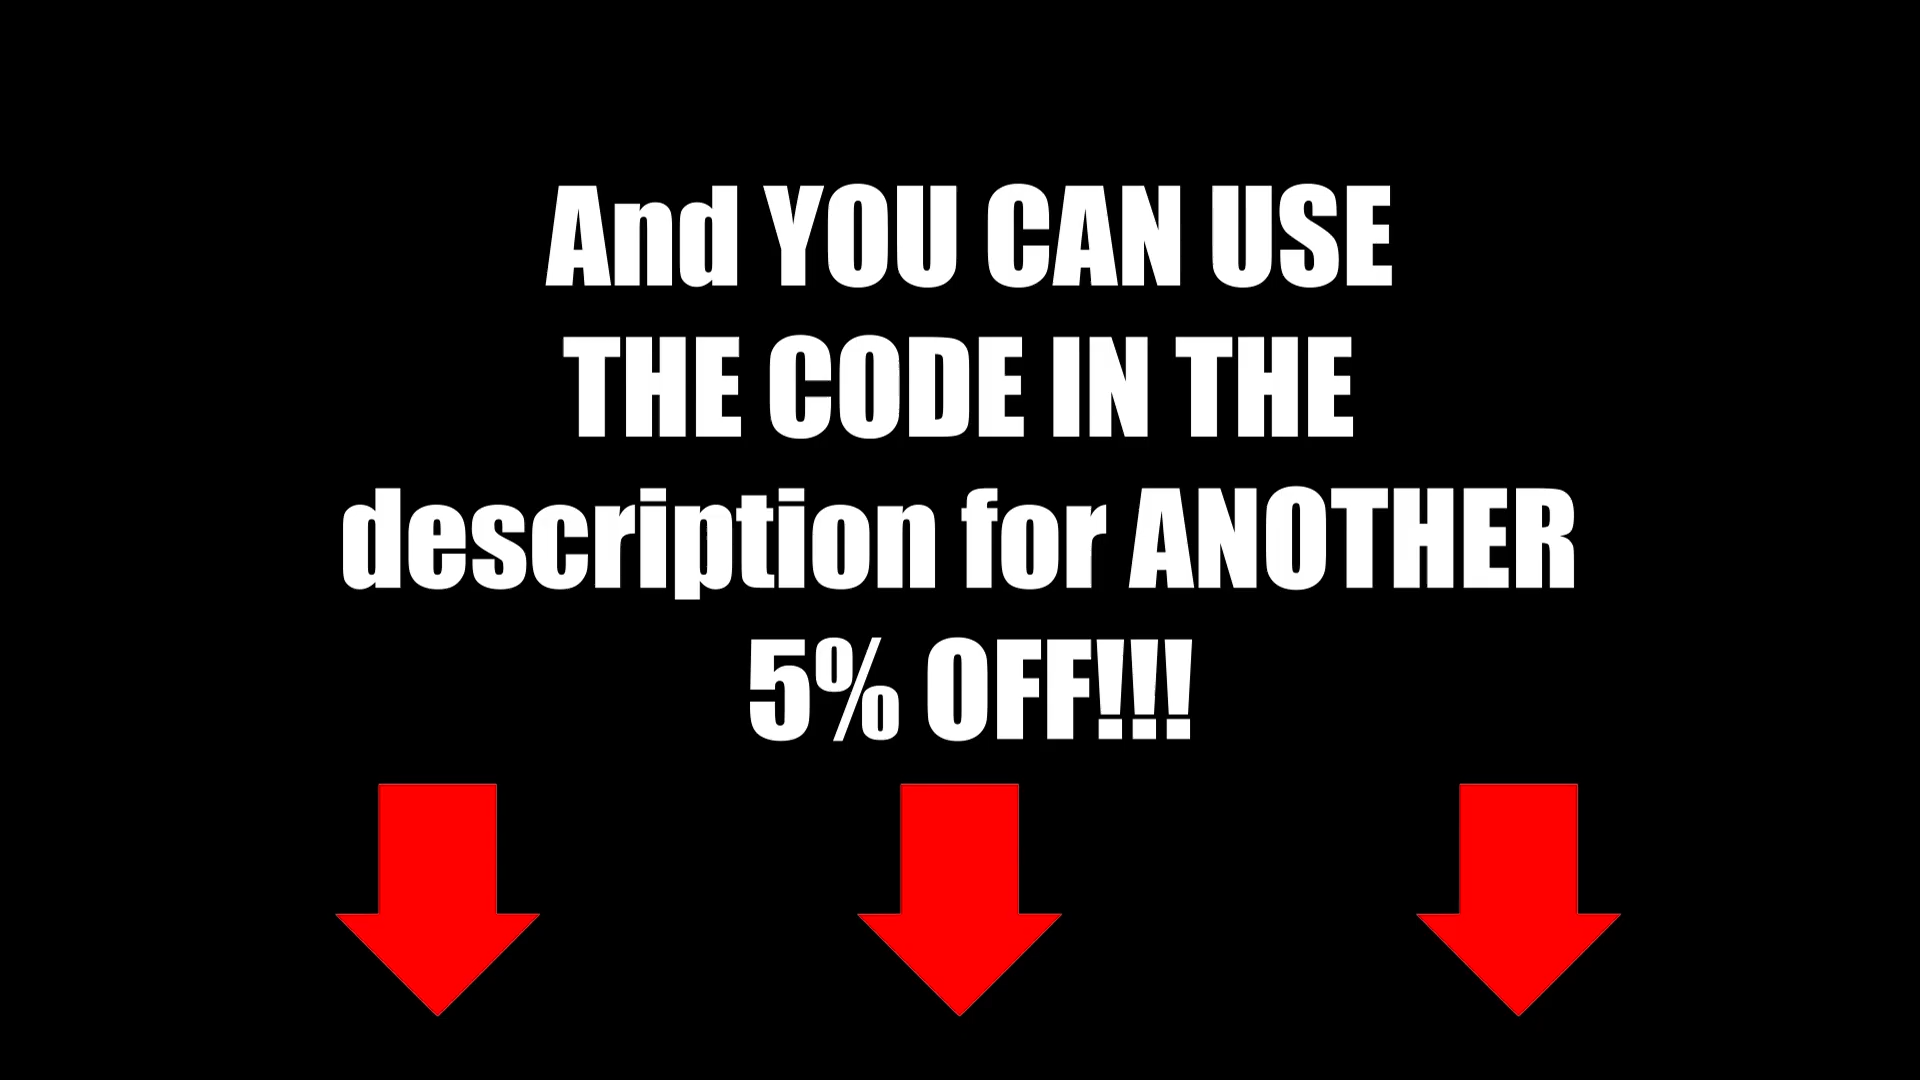 And YOU CAN USE
THE CODE IN THE
description for ANOTHER
5% OFF!!!